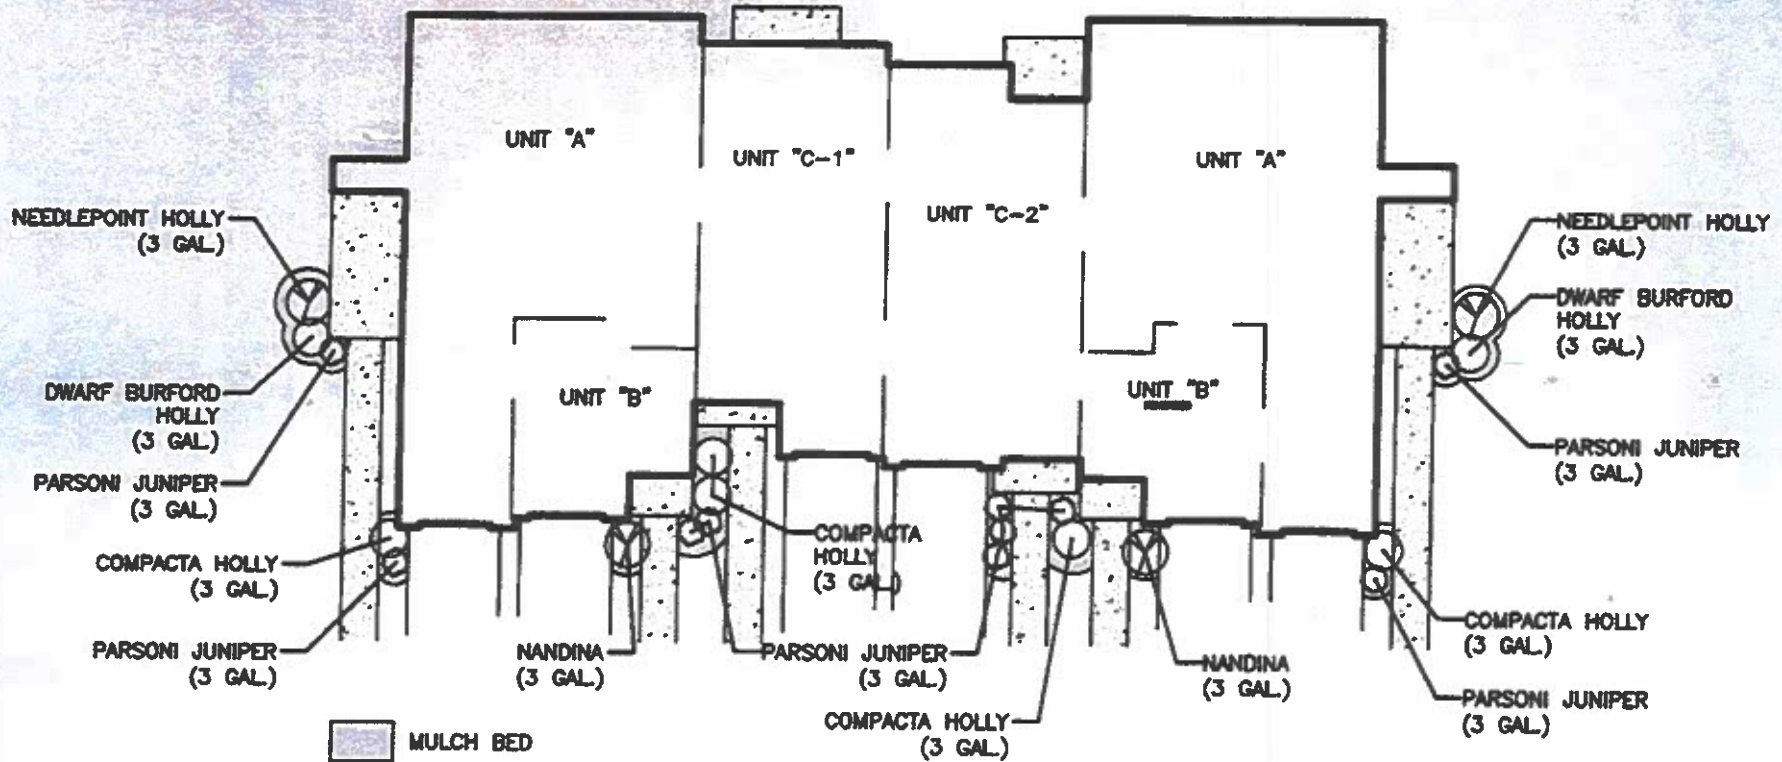 UNIT "A"
UNIT "C-1"
UNIT "A"
UNIT "C-2"
NEEDLEPOINT HOLLY
(3 GAL.)
NEEDLEPOINT HOLLY
(3 GAL.)
DWARF BURFORD
HOLLY
(3 GAL.)
DWARF BURFORD
HOLLY
(3 GAL.)
UNIT "B"
UNIT "B"
PARSONI JUNIPER
(3 GAL.)
PARSONI JUNIPER
(3 GAL.)
COMPACTA HOLLY
(3 GAL.)
COMPACTA
HOLLY
(3 GAL.)
PARSONI JUNIPER
(3 GAL.)
NANDINA
(3 GAL.)
PARSONI JUNIPER
(3 GAL.)
NANDINA
(3 GAL.)
COMPACTA HOLLY
(3 GAL.)
PARSONI JUNIPER
(3 GAL.)
COMPACTA HOLLY
(3 GAL.)
MULCH BED